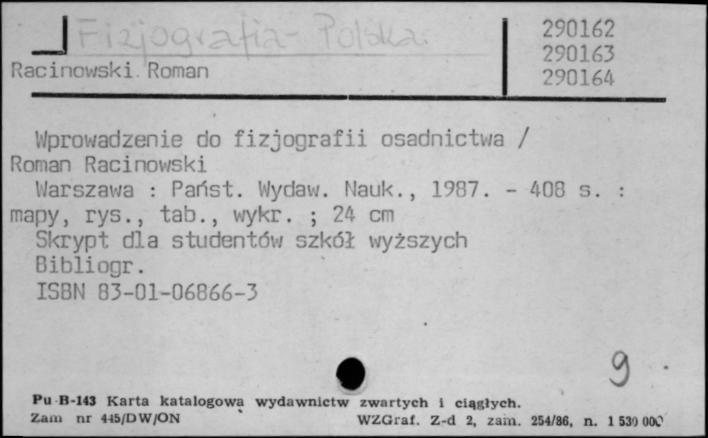 Fizjografia - Polska.
290162
290163
Racinowski Roman
290164
Wprowadzenie do fizjografii osadnictwa /
Roman Racinowski
Warszawa : Państ. Wydaw. Nauk., 1987. - 408 s. :
mapy, rys., tab., wykr. ; 24 cm
Skrypt dla studentów szkół wyższych
Bibliogr.
ISBN 83-01-06866-3
9
Pu B-143 Karta katalogowa wydawnictw zwartych i ciągłych.
Zam nr 445/DW/ON WZGraf. Z-d 2, zam. 254/86, n. 1 530 000